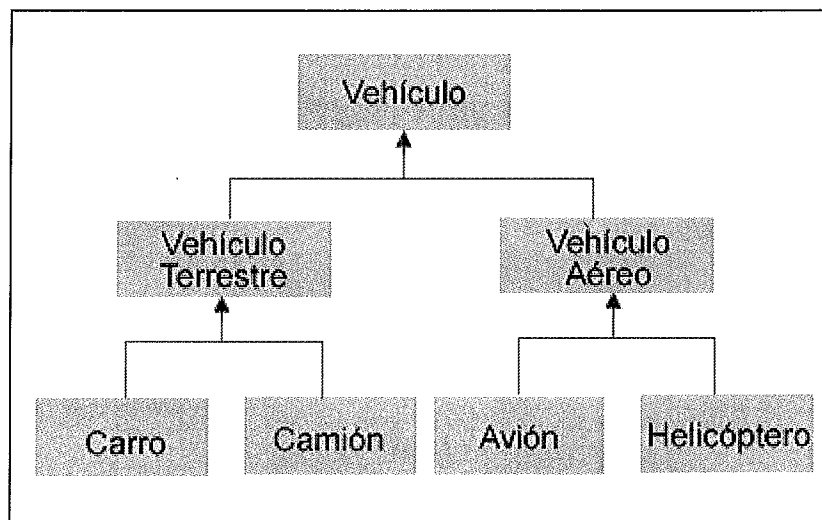 Vehículo
Vehículo
Terrestre
Vehículo
Aéreo
Carro
Camión
Avión
Helicóptero